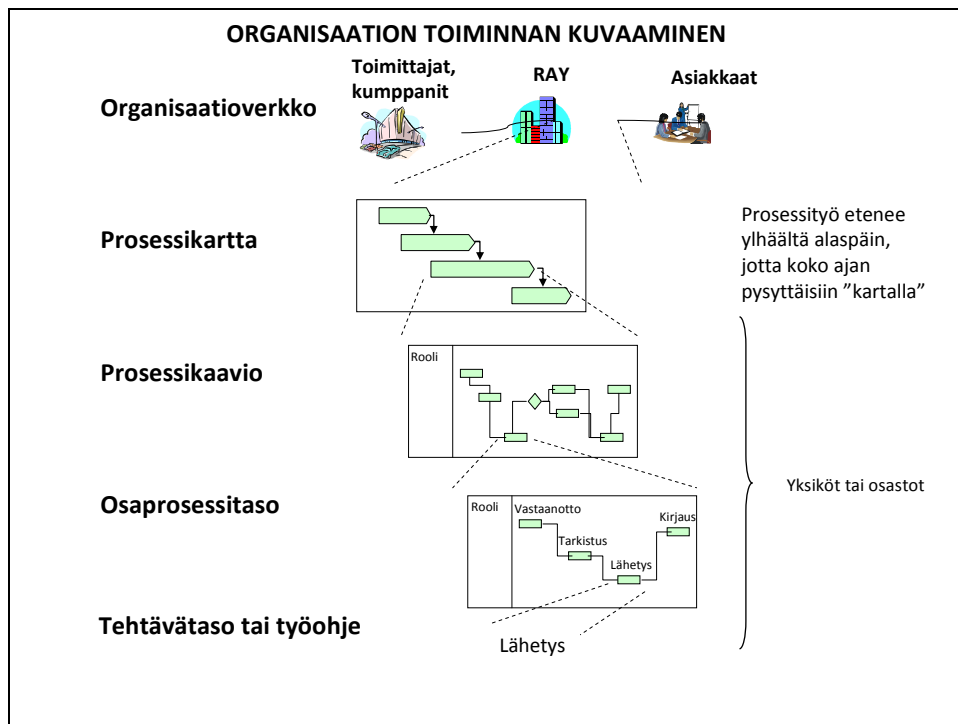 ORGANISAATION TOIMINNAN KUVAAMINEN
Toimittajat,
kumppanit
RAY
Asiakkaat
Organisaatioverkko
Prosessikartta
Prosessityö etenee
ylhäältä alaspäin,
jotta koko ajan
pysyttäisiin ”kartalla”
Rooli
Prosessikaavio
Yksiköt tai osastot
Osaprosessitaso
Rooli
Vastaanotto
Kirjaus
Tarkistus
Lähetys
Tehtävätaso tai työohje
Lähetys